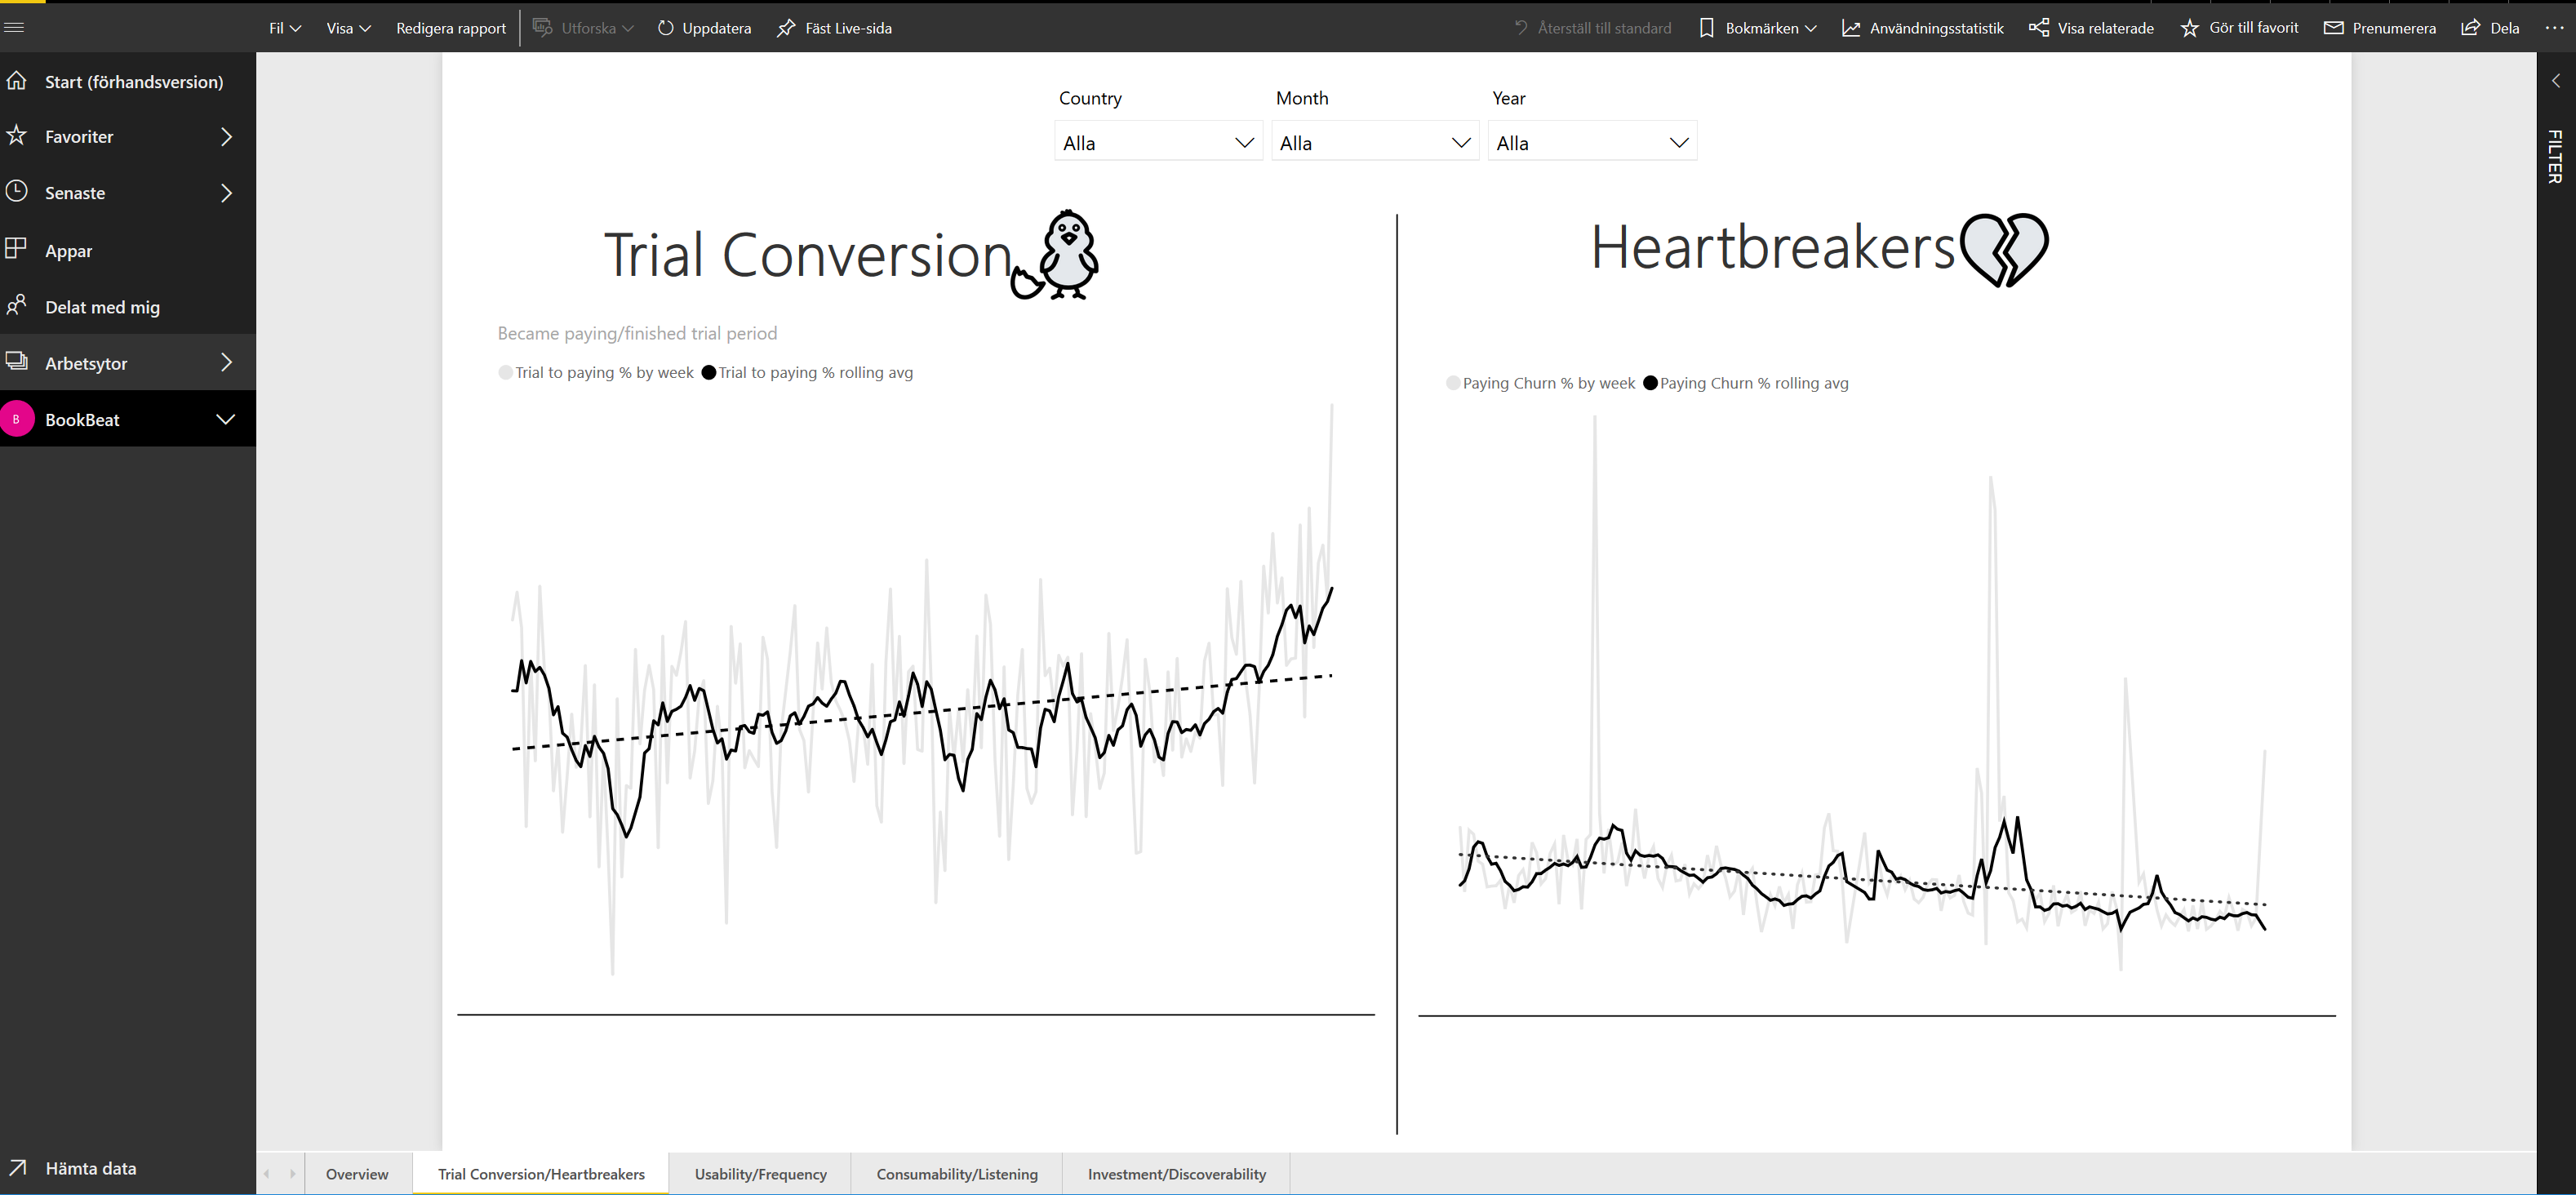 Fil Visa Redigera rapport Utforska Uppdatera Fäst Live-sida Återställ till standard Bokmärken Användningsstatistik Visa relaterade Gör till favorit Prenumerera Dela
Start (förhandsversion)
Favoriter
Senaste
Appar
Delat med mig
Arbetsytor
B BookBeat
Hämta data
Country Month Year
Alla Alla Alla
Trial Conversion
Became paying/finished trial period
Trial to paying % by week Trial to paying % rolling avg
Heartbreakers
Paying Churn % by week Paying Churn % rolling avg
FILTER
Overview Trial Conversion/Heartbreakers Usability/Frequency Consumability/Listening Investment/Discoverability